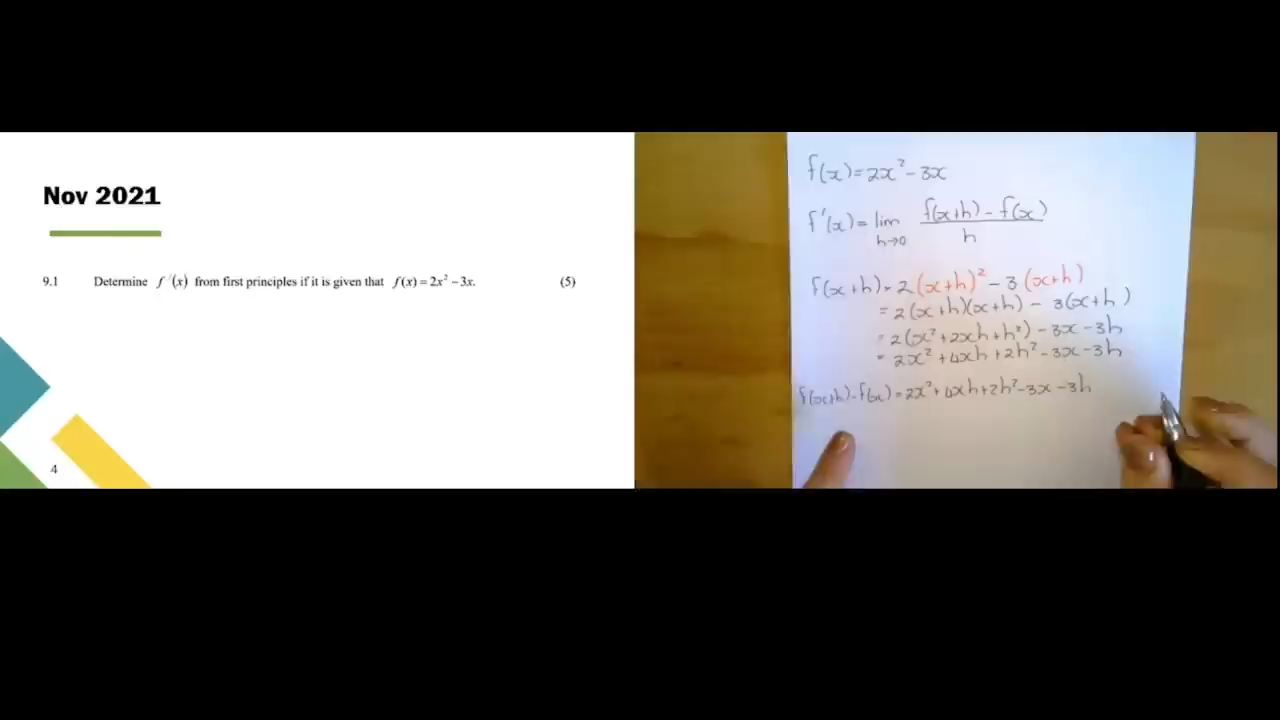 Nov 2021
9.1 Determine f ′(x) from first principles if it is given that f(x) = 2x² − 3x. (5)
4
f(x) = 2x² − 3x
f'(x) = lim h→0 f(x+h) − f(x) / h
f(x+h) = 2(x+h)² − 3(x+h)
= 2(x+h)(x+h) − 3(x+h)
= 2(x² + 2xh + h²) − 3x − 3h
= 2x² + 4xh + 2h² − 3x − 3h
f(x+h) − f(x) = 2x² + 4xh + 2h² − 3x − 3h